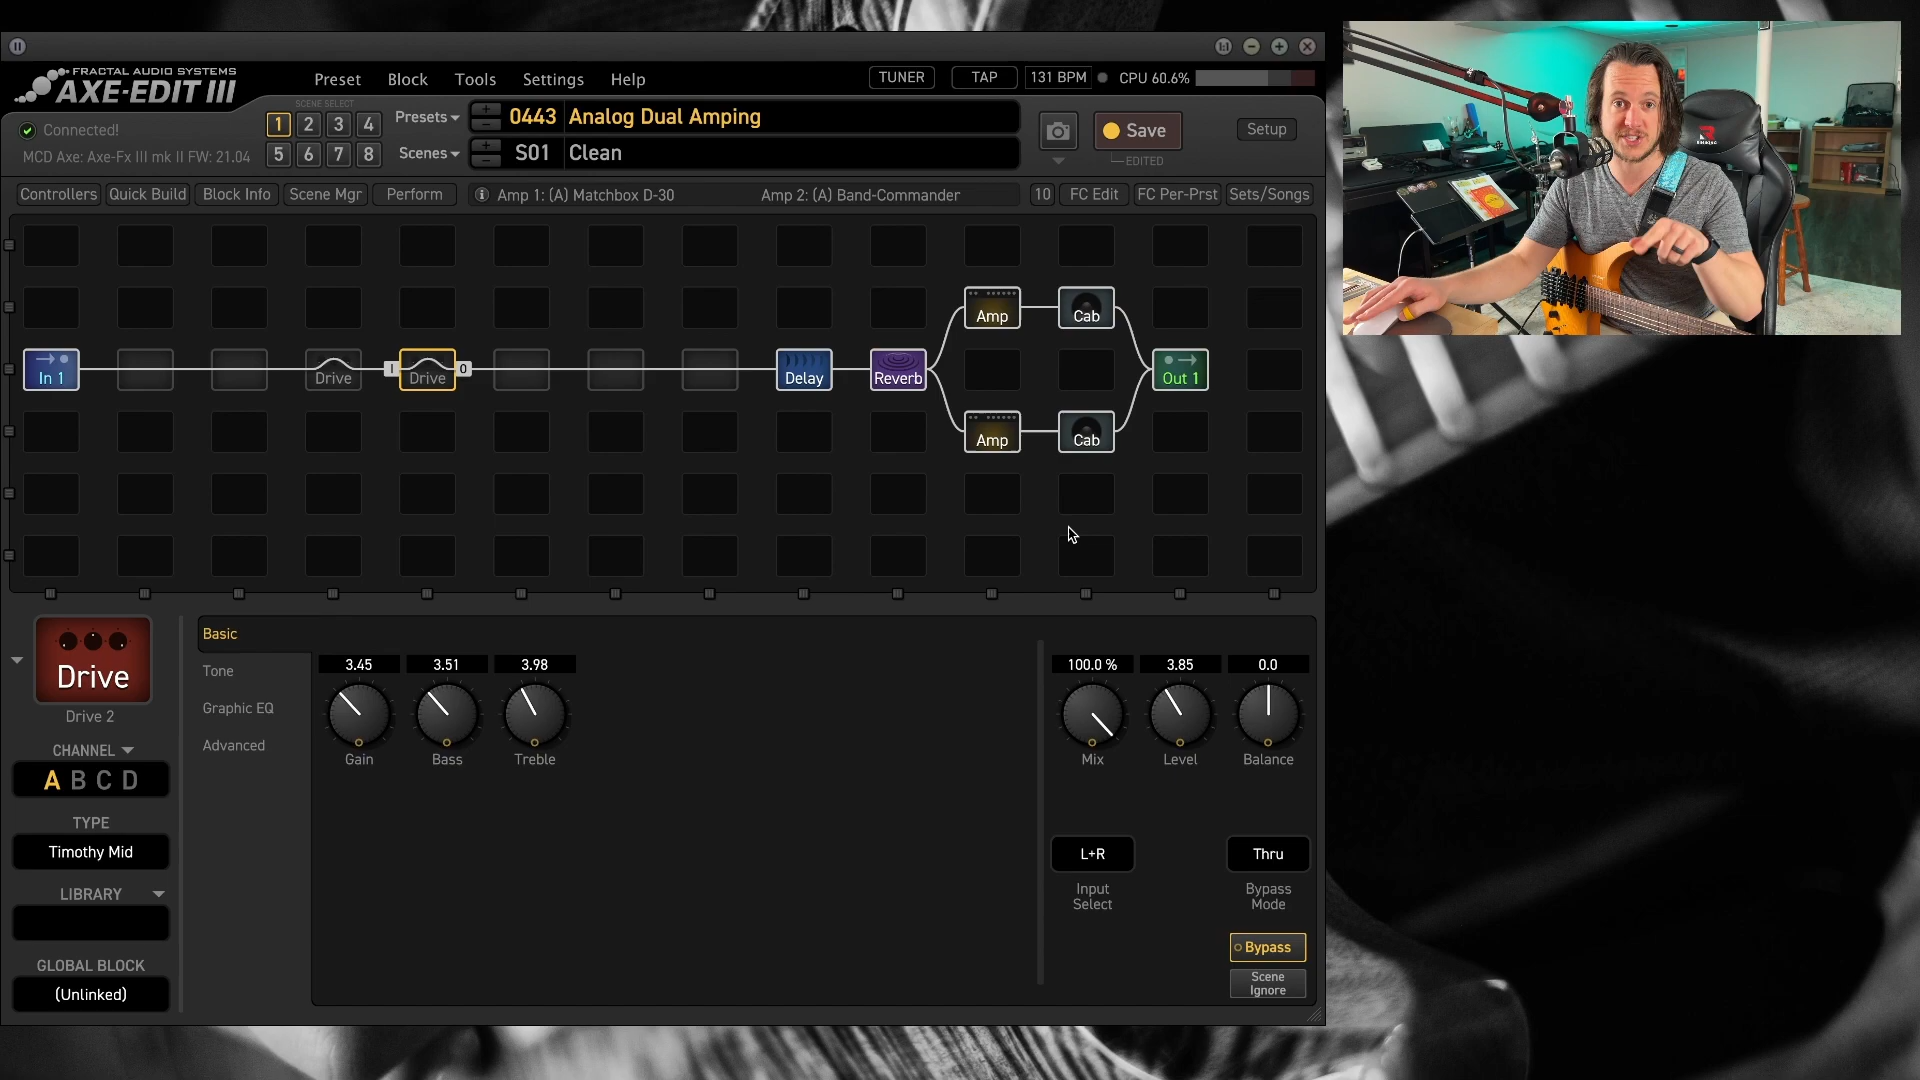 FRACTAL AUDIO SYSTEMS
AXE-EDIT III
Preset Block Tools Settings Help
TUNER TAP 131 BPM CPU 60.6%
SCENE SELECT
1 2 3 4
5 6 7 8
Connected!
MCD Axe: Axe-Fx III mk II FW: 21.04
Presets 0443 Analog Dual Amping
Scenes S01 Clean
Save
EDITED
Setup
Controllers Quick Build Block Info Scene Mgr Perform
Amp 1: (A) Matchbox D-30 Amp 2: (A) Band-Commander
10 FC Edit FC Per-Prst Sets/Songs
Amp Cab
In 1 Drive I Drive O Delay Reverb Out 1
Amp Cab
Drive
Drive 2
CHANNEL
A B C D
TYPE
Timothy Mid
LIBRARY
GLOBAL BLOCK
(Unlinked)
Basic
Tone
Graphic EQ
Advanced
3.45 3.51 3.98
Gain Bass Treble
100.0 % 3.85 0.0
Mix Level Balance
L+R
Input
Select
Thru
Bypass
Mode
Bypass
Scene
Ignore